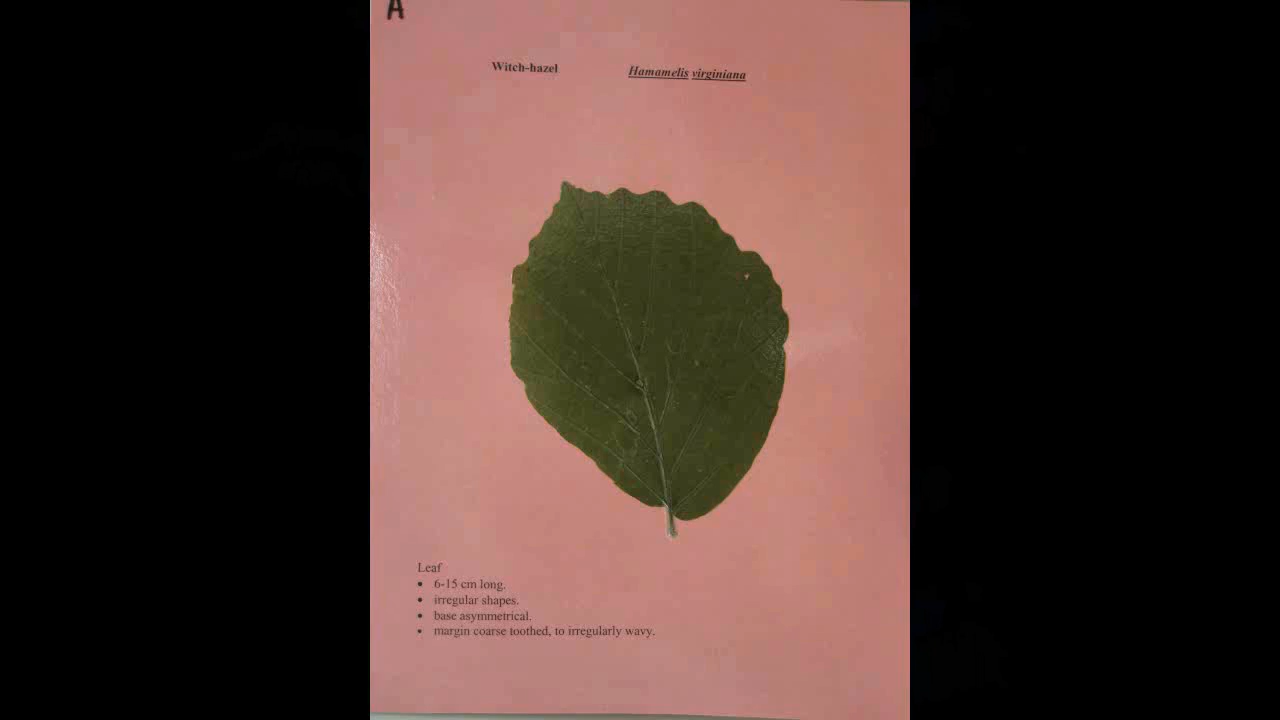 A
Witch-hazel Hamamelis virginiana
Leaf
• 6-15 cm long.
• irregular shapes.
• base asymmetrical.
• margin coarse toothed, to irregularly wavy.